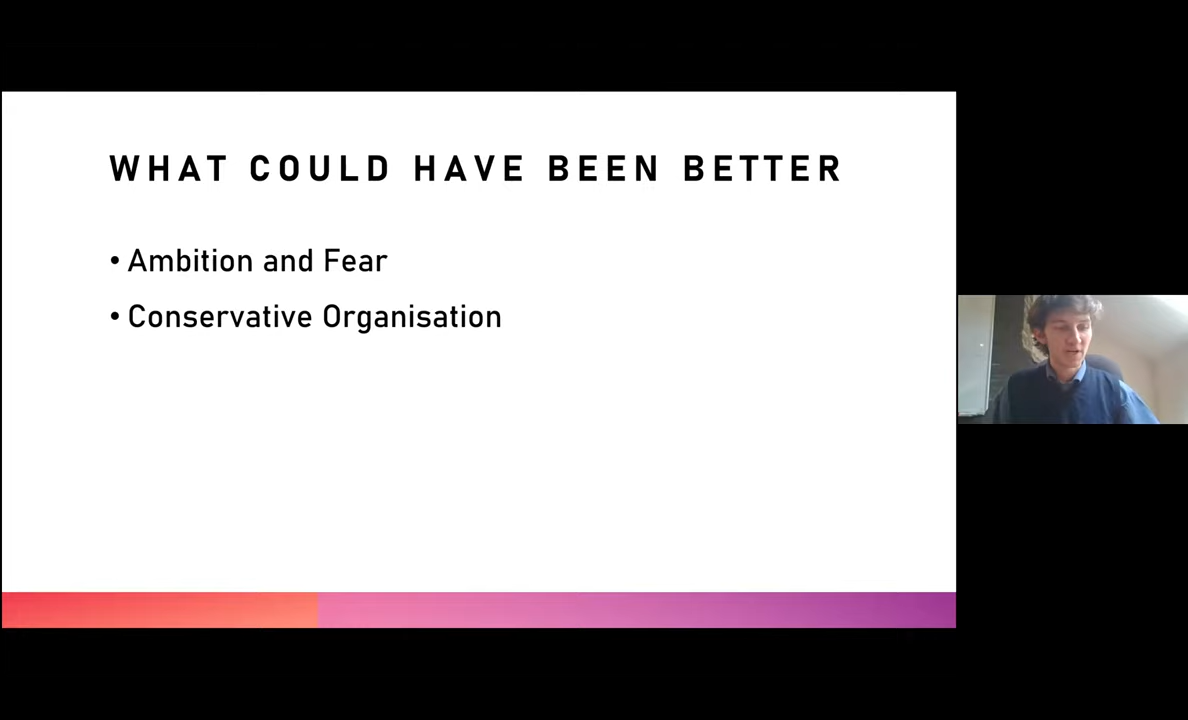 WHAT COULD HAVE BEEN BETTER
• Ambition and Fear
• Conservative Organisation